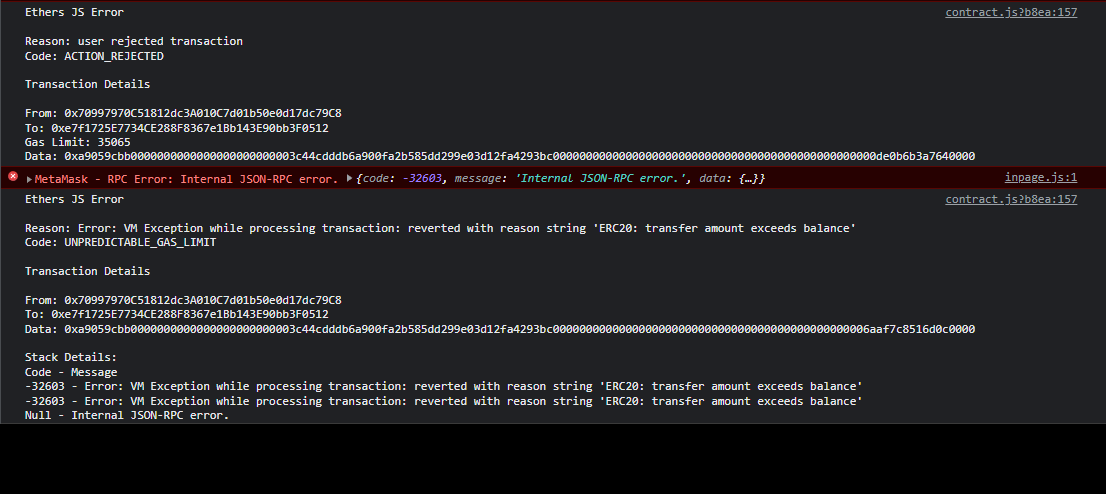 Ethers JS Error contract.js?b8ea:157
Reason: user rejected transaction
Code: ACTION_REJECTED
Transaction Details
From: 0x70997970C51812dc3A010C7d01b50e0d17dc79C8
To: 0xe7f1725E7734CE288F8367e1Bb143E90bb3F0512
Gas Limit: 35065
Data: 0xa9059cbb0000000000000000000000003c44cdddb6a900fa2b585dd299e03d12fa4293bc0000000000000000000000000000000000000000000000000de0b6b3a7640000
MetaMask - RPC Error: Internal JSON-RPC error. {code: -32603, message: 'Internal JSON-RPC error.', data: {…}} inpage.js:1
Ethers JS Error contract.js?b8ea:157
Reason: Error: VM Exception while processing transaction: reverted with reason string 'ERC20: transfer amount exceeds balance'
Code: UNPREDICTABLE_GAS_LIMIT
Transaction Details
From: 0x70997970C51812dc3A010C7d01b50e0d17dc79C8
To: 0xe7f1725E7734CE288F8367e1Bb143E90bb3F0512
Data: 0xa9059cbb0000000000000000000000003c44cdddb6a900fa2b585dd299e03d12fa4293bc000000000000000000000000000000000000000000000006aaf7c8516d0c0000
Stack Details:
Code - Message
-32603 - Error: VM Exception while processing transaction: reverted with reason string 'ERC20: transfer amount exceeds balance'
-32603 - Error: VM Exception while processing transaction: reverted with reason string 'ERC20: transfer amount exceeds balance'
Null - Internal JSON-RPC error.